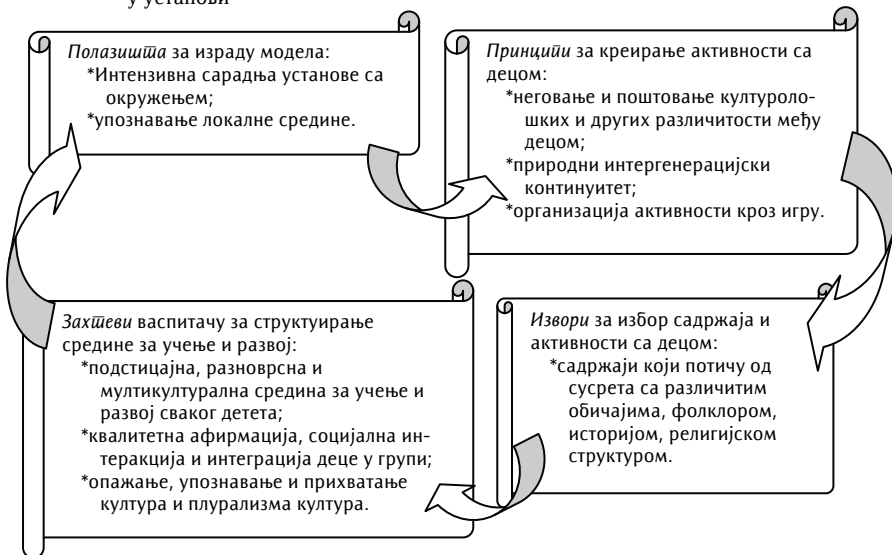 у установи
Полазишта за израду модела:
*Интензивна сарадња установе са
окружењем;
*упознавање локалне средине.
Принципи за креирање активности са
децом:
*неговање и поштовање културоло-
шких и других различитости међу
децом;
*природни интергенерацијски
континуитет;
*организација активности кроз игру.
Захтеви васпитачу за структуирање
средине за учење и развој:
*подстицајна, разноврсна и
мултикултурална средина за учење и
развој сваког детета;
*квалитетна афирмација, социјална ин-
теракција и интеграција деце у групи;
*опажање, упознавање и прихватање
култура и плурализма култура.
Извори за избор садржаја и
активности са децом:
*садржаји који потичу од
сусрета са различитим
обичајима, фолклором,
историјом, религијском
структуром.